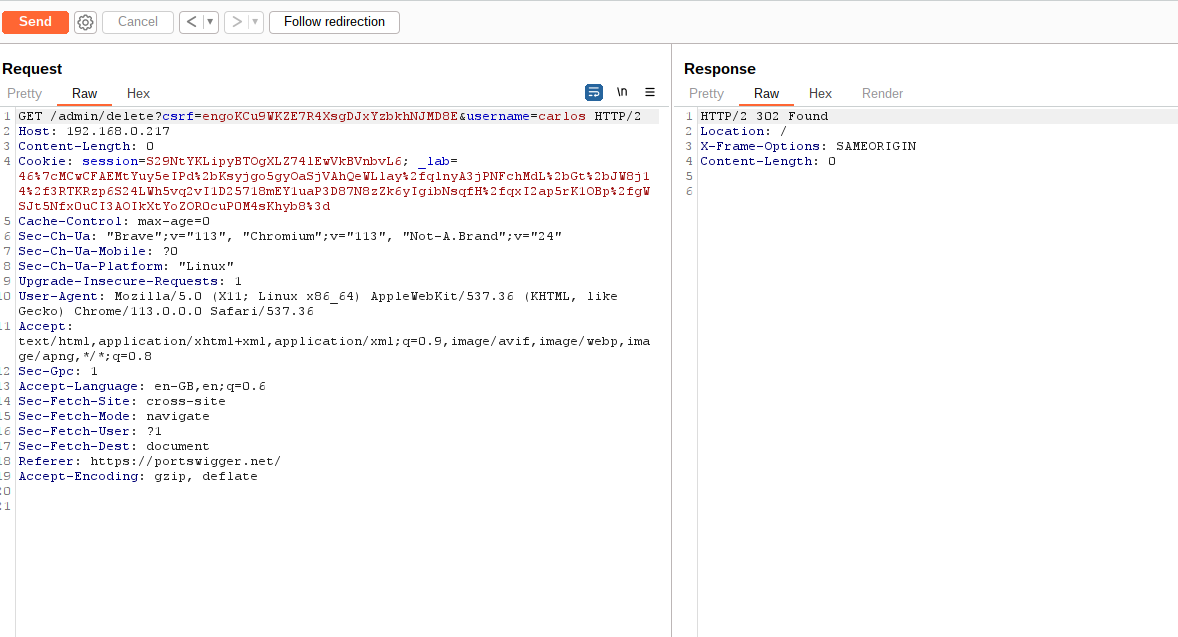 Send
Cancel
<
>
Follow redirection
Request
Pretty Raw Hex
\n
1 GET /admin/delete?csrf=engoKCu9WKZE7R4XsgDJxYzbkhNJMD8E&username=carlos HTTP/2
2 Host: 192.168.0.217
3 Content-Length: 0
4 Cookie: session=S29NtYKLipyBTOgXLZ74lEwVkBVnbvL6; _lab=
46%7cMCwCFAEMtYuy5eIPd%2bKsyjgo5gyOaSjVAhQeWLlay%2fqlnyA3jPNFchMdL%2bGt%2bJW8j1
4%2f3RTKRzp6S24LWh5vq2vI1D25718mEY1uaP3D87N8zZk6yIgibNsqfH%2fqxI2ap5rK1OBp%2fgW
SJt5Nfx0uCI3AOIkXtYoZOR0cuP0M4sKhyb8%3d
5 Cache-Control: max-age=0
6 Sec-Ch-Ua: "Brave";v="113", "Chromium";v="113", "Not-A.Brand";v="24"
7 Sec-Ch-Ua-Mobile: ?0
8 Sec-Ch-Ua-Platform: "Linux"
9 Upgrade-Insecure-Requests: 1
10 User-Agent: Mozilla/5.0 (X11; Linux x86_64) AppleWebKit/537.36 (KHTML, like
Gecko) Chrome/113.0.0.0 Safari/537.36
11 Accept:
text/html,application/xhtml+xml,application/xml;q=0.9,image/avif,image/webp,ima
ge/apng,*/*;q=0.8
12 Sec-Gpc: 1
13 Accept-Language: en-GB,en;q=0.6
14 Sec-Fetch-Site: cross-site
15 Sec-Fetch-Mode: navigate
16 Sec-Fetch-User: ?1
17 Sec-Fetch-Dest: document
18 Referer: https://portswigger.net/
19 Accept-Encoding: gzip, deflate
20
21
Response
Pretty Raw Hex Render
1 HTTP/2 302 Found
2 Location: /
3 X-Frame-Options: SAMEORIGIN
4 Content-Length: 0
5
6